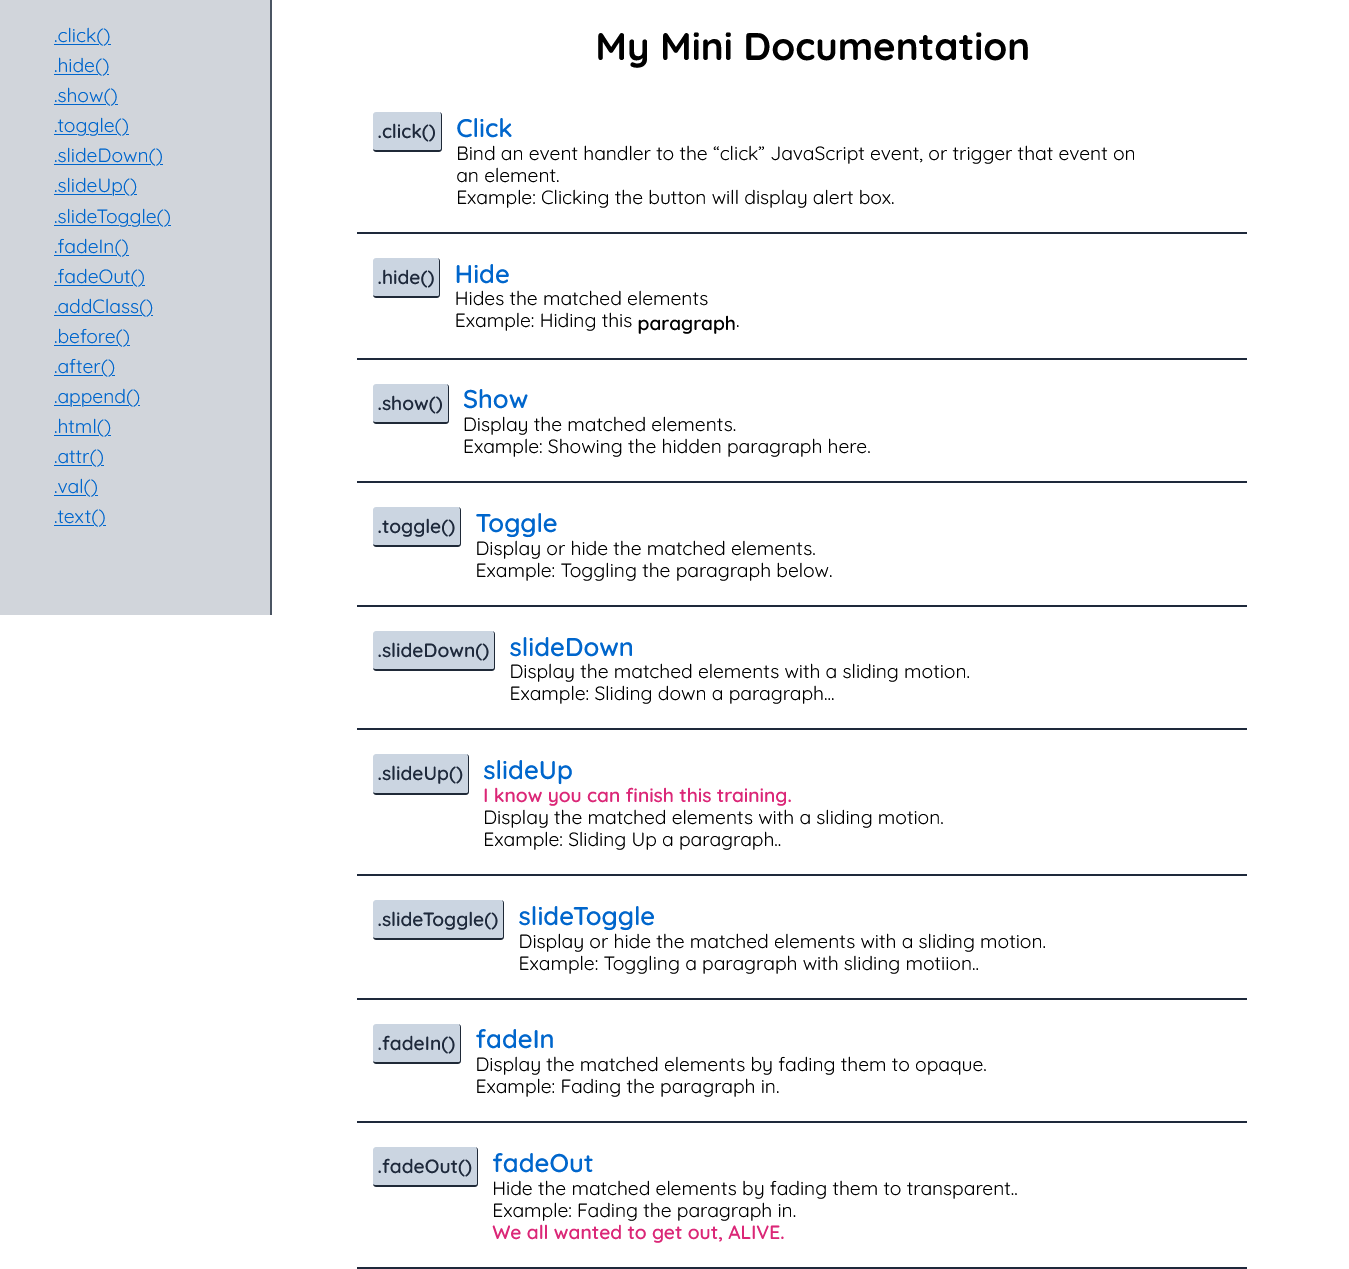 .click()
.hide()
.show()
.toggle()
.slideDown()
.slideUp()
.slideToggle()
.fadeIn()
.fadeOut()
.addClass()
.before()
.after()
.append()
.html()
.attr()
.val()
.text()
My Mini Documentation
.click()
Click
Bind an event handler to the “click” JavaScript event, or trigger that event on
an element.
Example: Clicking the button will display alert box.
.hide()
Hide
Hides the matched elements
Example: Hiding this paragraph.
.show()
Show
Display the matched elements.
Example: Showing the hidden paragraph here.
.toggle()
Toggle
Display or hide the matched elements.
Example: Toggling the paragraph below.
.slideDown()
slideDown
Display the matched elements with a sliding motion.
Example: Sliding down a paragraph...
.slideUp()
slideUp
I know you can finish this training.
Display the matched elements with a sliding motion.
Example: Sliding Up a paragraph..
.slideToggle()
slideToggle
Display or hide the matched elements with a sliding motion.
Example: Toggling a paragraph with sliding motiion..
.fadeIn()
fadeIn
Display the matched elements by fading them to opaque.
Example: Fading the paragraph in.
.fadeOut()
fadeOut
Hide the matched elements by fading them to transparent..
Example: Fading the paragraph in.
We all wanted to get out, ALIVE.